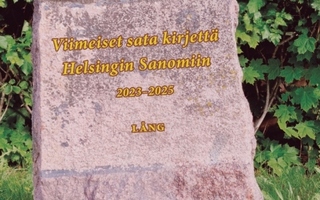 Viimeiset sata kirjettä
Helsingin Sanomiin
2023–2025
LÅNG